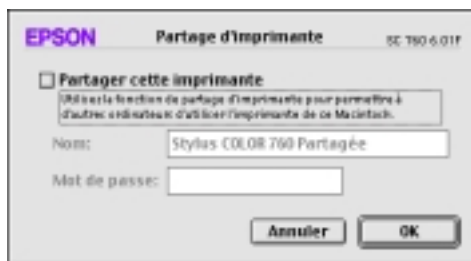 EPSON Partage d'imprimante SC 760 6.01F
Partager cette imprimante
Utilisez la fonction de partage d'imprimante pour permettre à
d'autres ordinateurs d'utiliser l'imprimante de ce Macintosh.
Nom: Stylus COLOR 760 Partagée
Mot de passe:
Annuler OK